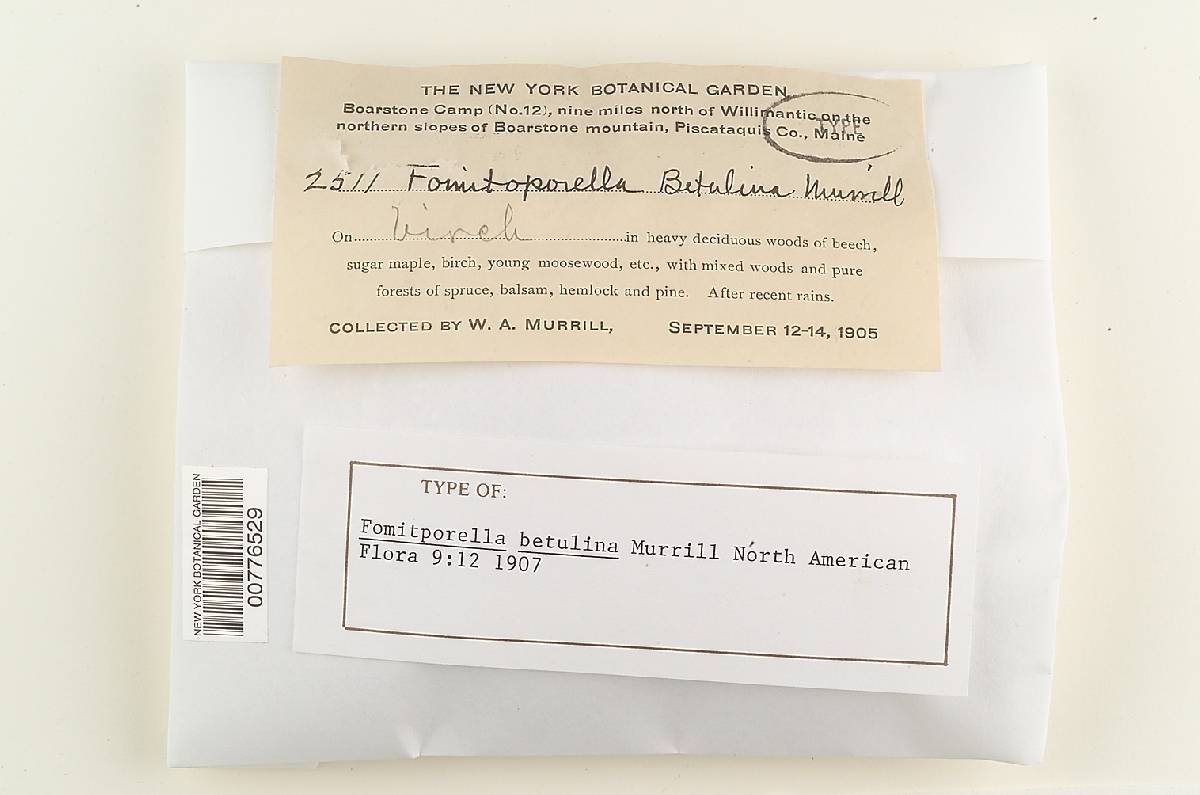 THE NEW YORK BOTANICAL GARDEN
Boarstone Camp (No.12), nine miles north of Willimantic on the
northern slopes of Boarstone mountain, Piscataquis Co., Maine
TYPE
2511 Fomitoporella Betulina Murrill
On birch in heavy deciduous woods of beech,
sugar maple, birch, young moosewood, etc., with mixed woods and pure
forests of spruce, balsam, hemlock and pine. After recent rains.
COLLECTED BY W. A. MURRILL, SEPTEMBER 12-14, 1905
TYPE OF:
Fomitporella betulina Murrill North American
Flora 9:12 1907
NEW YORK BOTANICAL GARDEN
00776529